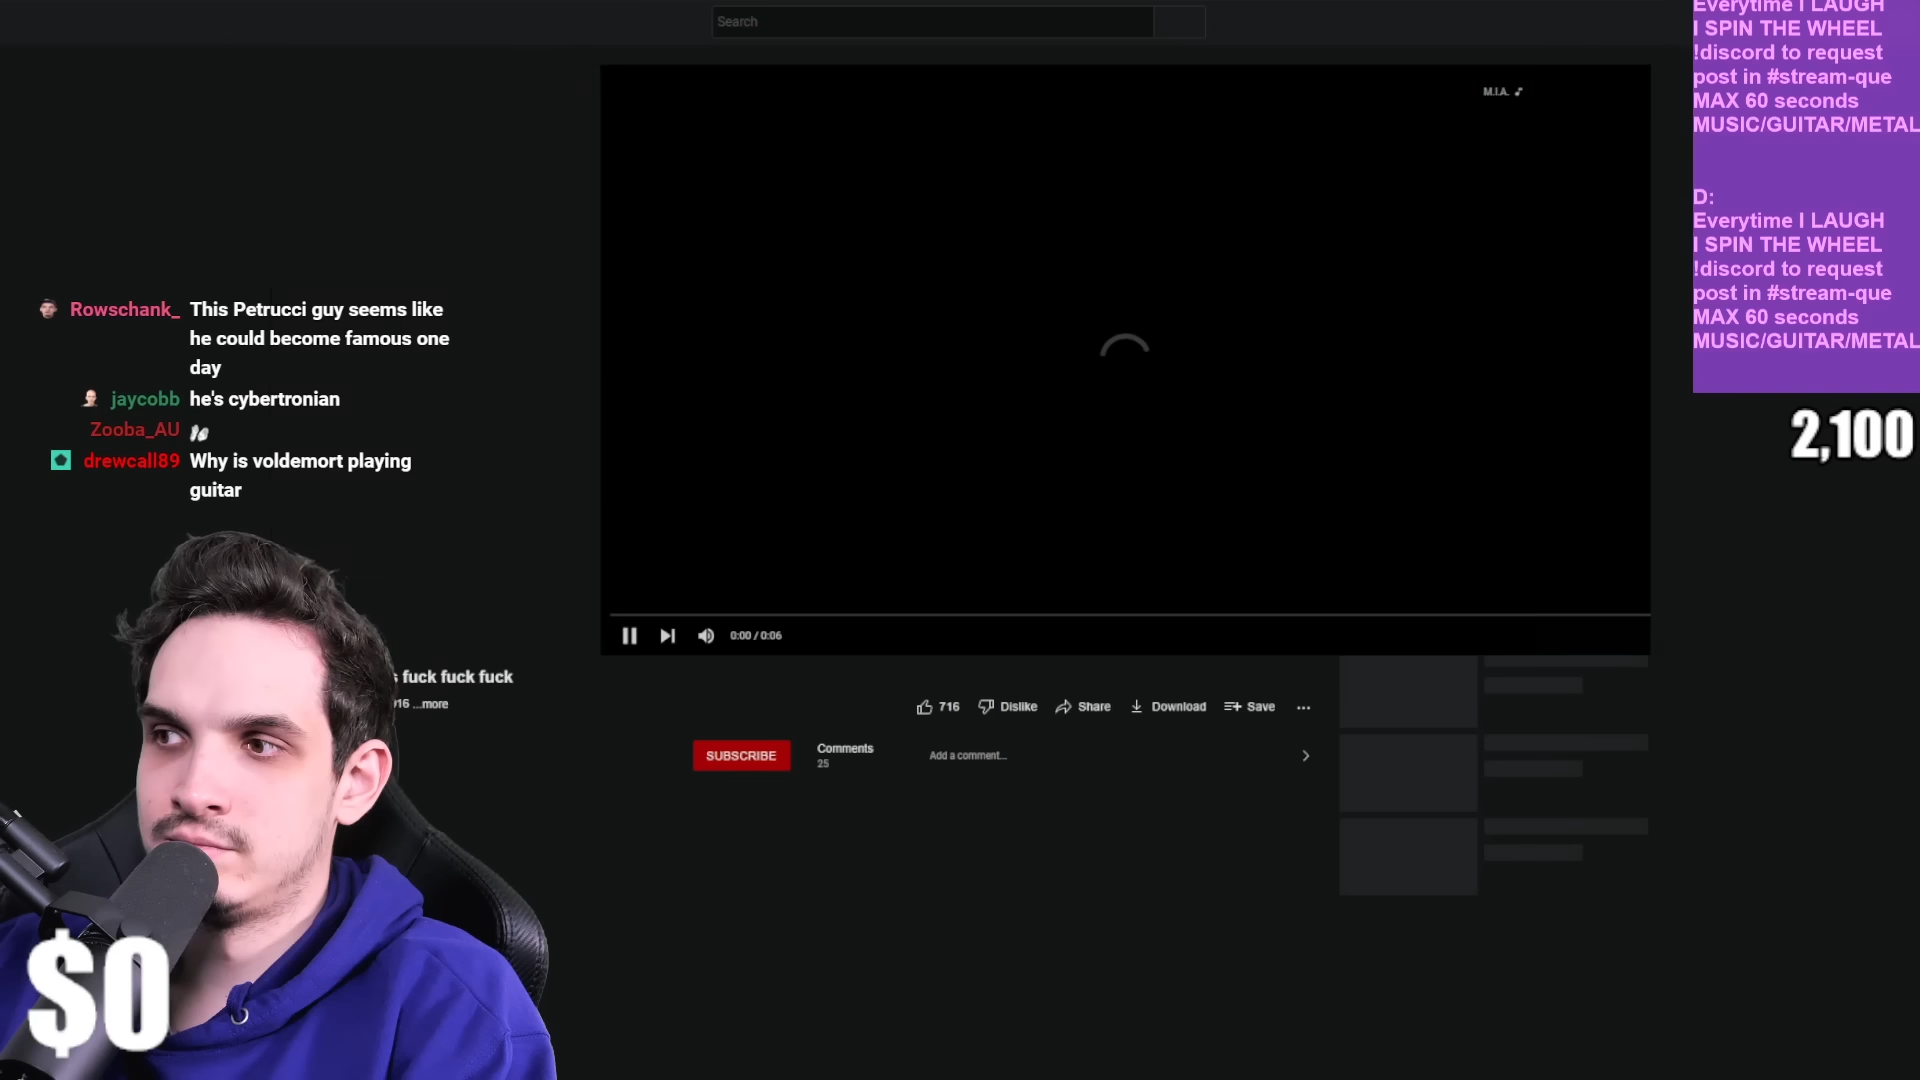 Search
M.I.A.
Everytime I LAUGH
I SPIN THE WHEEL
!discord to request
post in #stream-que
MAX 60 seconds
MUSIC/GUITAR/METAL
D:
Everytime I LAUGH
I SPIN THE WHEEL
!discord to request
post in #stream-que
MAX 60 seconds
MUSIC/GUITAR/METAL
2,100
Rowschank_ This Petrucci guy seems like
he could become famous one
day
jaycobb he's cybertronian
Zooba_AU
drewcall89 Why is voldemort playing
guitar
0:00 / 0:06
fuck fuck fuck
...more
716 Dislike Share Download Save ...
SUBSCRIBE
Comments
25
Add a comment...
$0